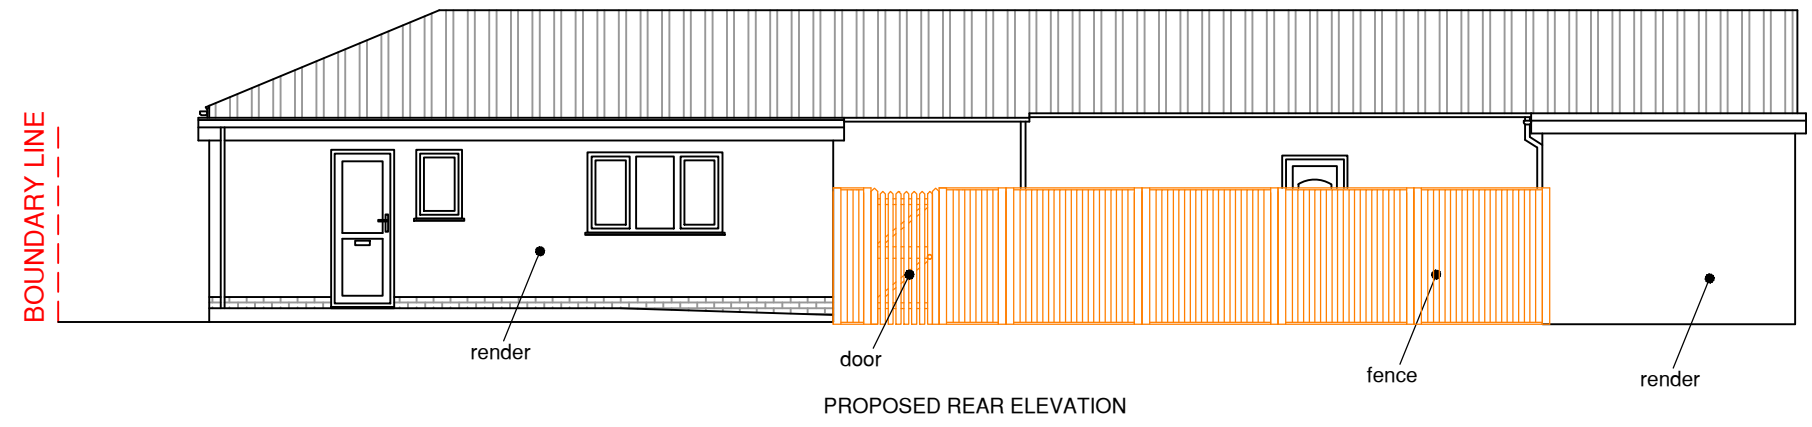 BOUNDARY LINE
render
door
fence
render
PROPOSED REAR ELEVATION